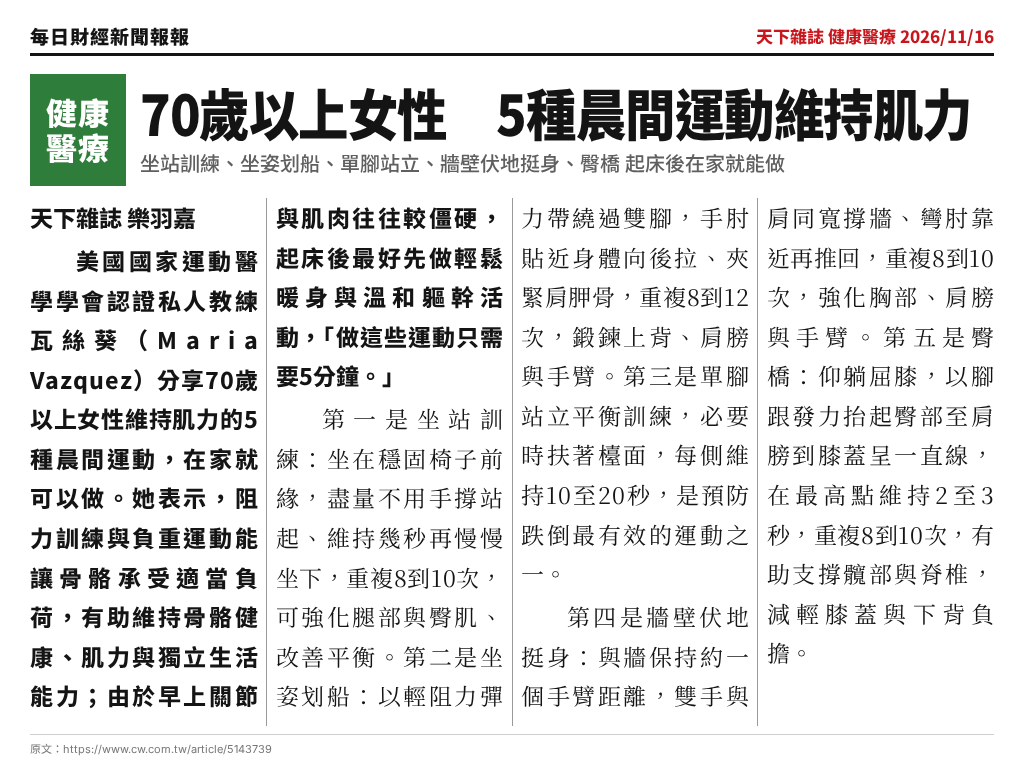 每日財經新聞報報
天下雜誌 健康醫療 2026/11/16
健康
醫療
70歲以上女性　5種晨間運動維持肌力
坐站訓練、坐姿划船、單腳站立、牆壁伏地挺身、臀橋 起床後在家就能做
天下雜誌 樂羽嘉
美國國家運動醫
學學會認證私人教練
瓦絲葵（Maria
Vazquez）分享70歲
以上女性維持肌力的5
種晨間運動，在家就
可以做。她表示，阻
力訓練與負重運動能
讓骨骼承受適當負
荷，有助維持骨骼健
康、肌力與獨立生活
能力；由於早上關節
與肌肉往往較僵硬，
起床後最好先做輕鬆
暖身與溫和軀幹活
動，「做這些運動只需
要5分鐘。」
第一是坐站訓
練：坐在穩固椅子前
緣，盡量不用手撐站
起、維持幾秒再慢慢
坐下，重複8到10次，
可強化腿部與臀肌、
改善平衡。第二是坐
姿划船：以輕阻力彈
力帶繞過雙腳，手肘
貼近身體向後拉、夾
緊肩胛骨，重複8到12
次，鍛鍊上背、肩膀
與手臂。第三是單腳
站立平衡訓練，必要
時扶著檯面，每側維
持10至20秒，是預防
跌倒最有效的運動之
一。
第四是牆壁伏地
挺身：與牆保持約一
個手臂距離，雙手與
肩同寬撐牆、彎肘靠
近再推回，重複8到10
次，強化胸部、肩膀
與手臂。第五是臀
橋：仰躺屈膝，以腳
跟發力抬起臀部至肩
膀到膝蓋呈一直線，
在最高點維持2至3
秒，重複8到10次，有
助支撐髖部與脊椎，
減輕膝蓋與下背負
擔。
原文：https://www.cw.com.tw/article/5143739